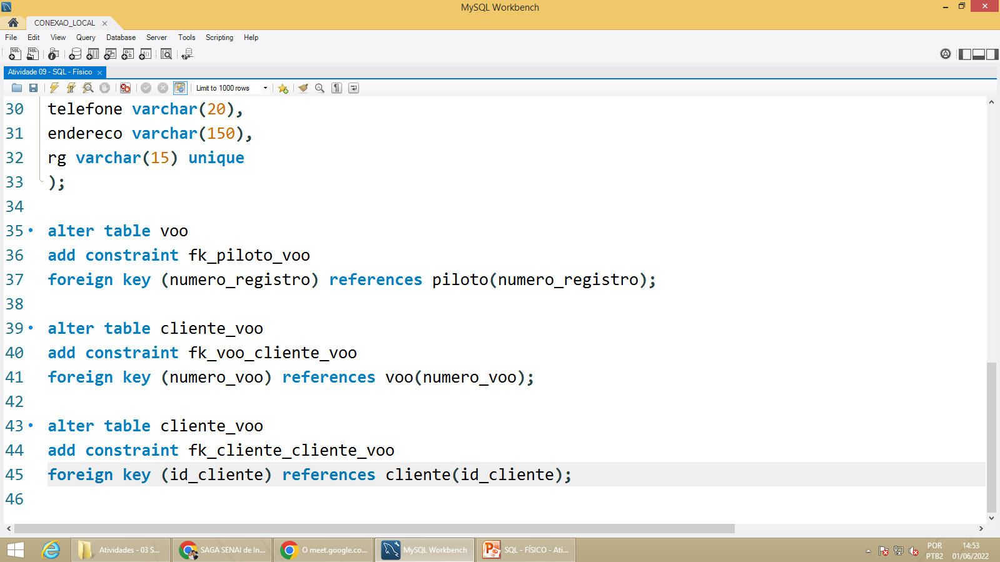 MySQL Workbench
CONEXAO_LOCAL
File Edit View Query Database Server Tools Scripting Help
Atividade 09 - SQL - Físico
Limit to 1000 rows
30 telefone varchar(20),
31 endereco varchar(150),
32 rg varchar(15) unique
33 );
34
35 alter table voo
36 add constraint fk_piloto_voo
37 foreign key (numero_registro) references piloto(numero_registro);
38
39 alter table cliente_voo
40 add constraint fk_voo_cliente_voo
41 foreign key (numero_voo) references voo(numero_voo);
42
43 alter table cliente_voo
44 add constraint fk_cliente_cliente_voo
45 foreign key (id_cliente) references cliente(id_cliente);
46
Atividades - 03 S... SAGA SENAI de In... O meet.google.co... MySQL Workbench SQL - FÍSICO - Ati... POR 14:53
PTB2 01/06/2022